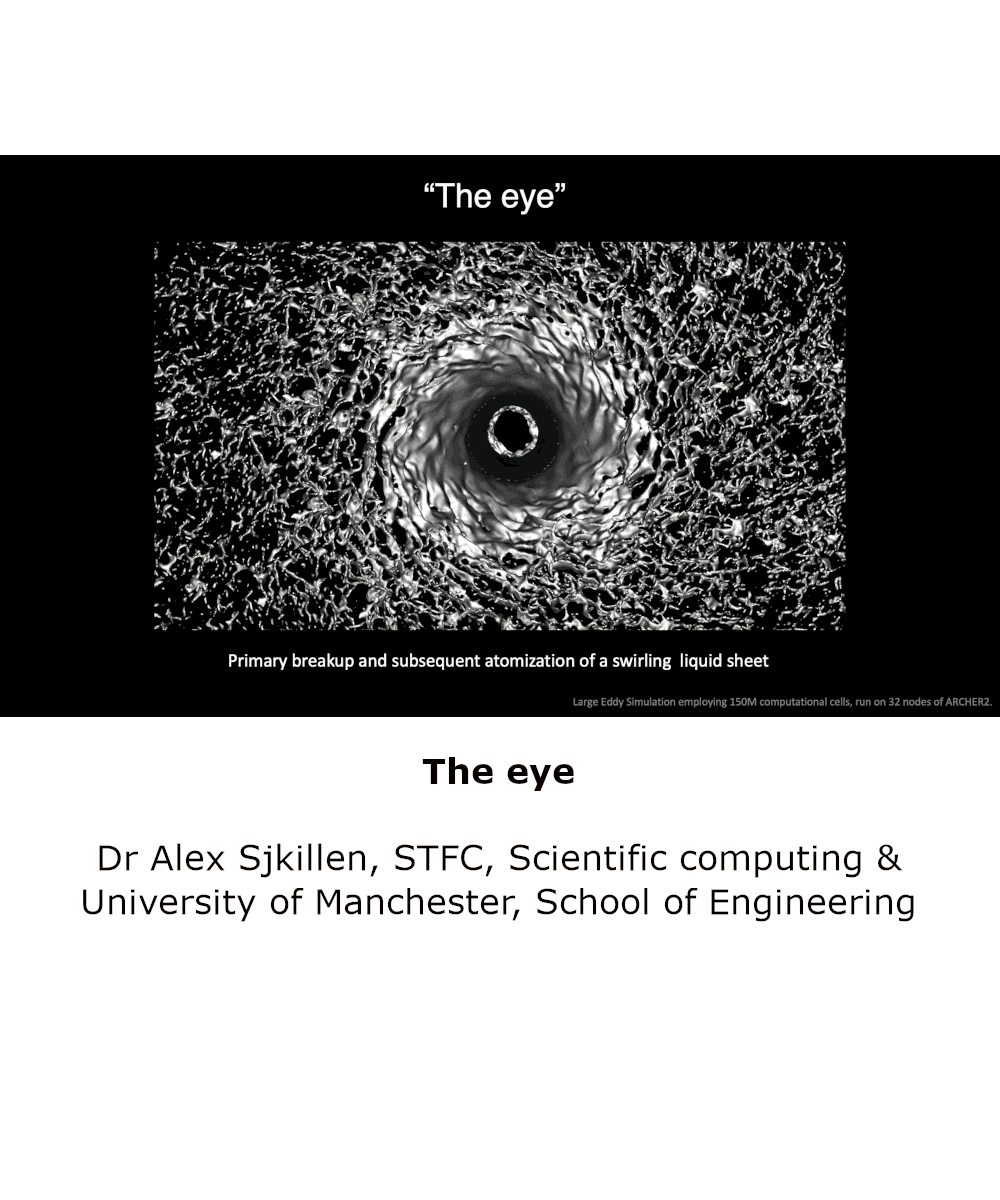 “The eye”
Primary breakup and subsequent atomization of a swirling liquid sheet
Large Eddy Simulation employing 150M computational cells, run on 32 nodes of ARCHER2.
The eye
Dr Alex Sjkillen, STFC, Scientific computing &
University of Manchester, School of Engineering